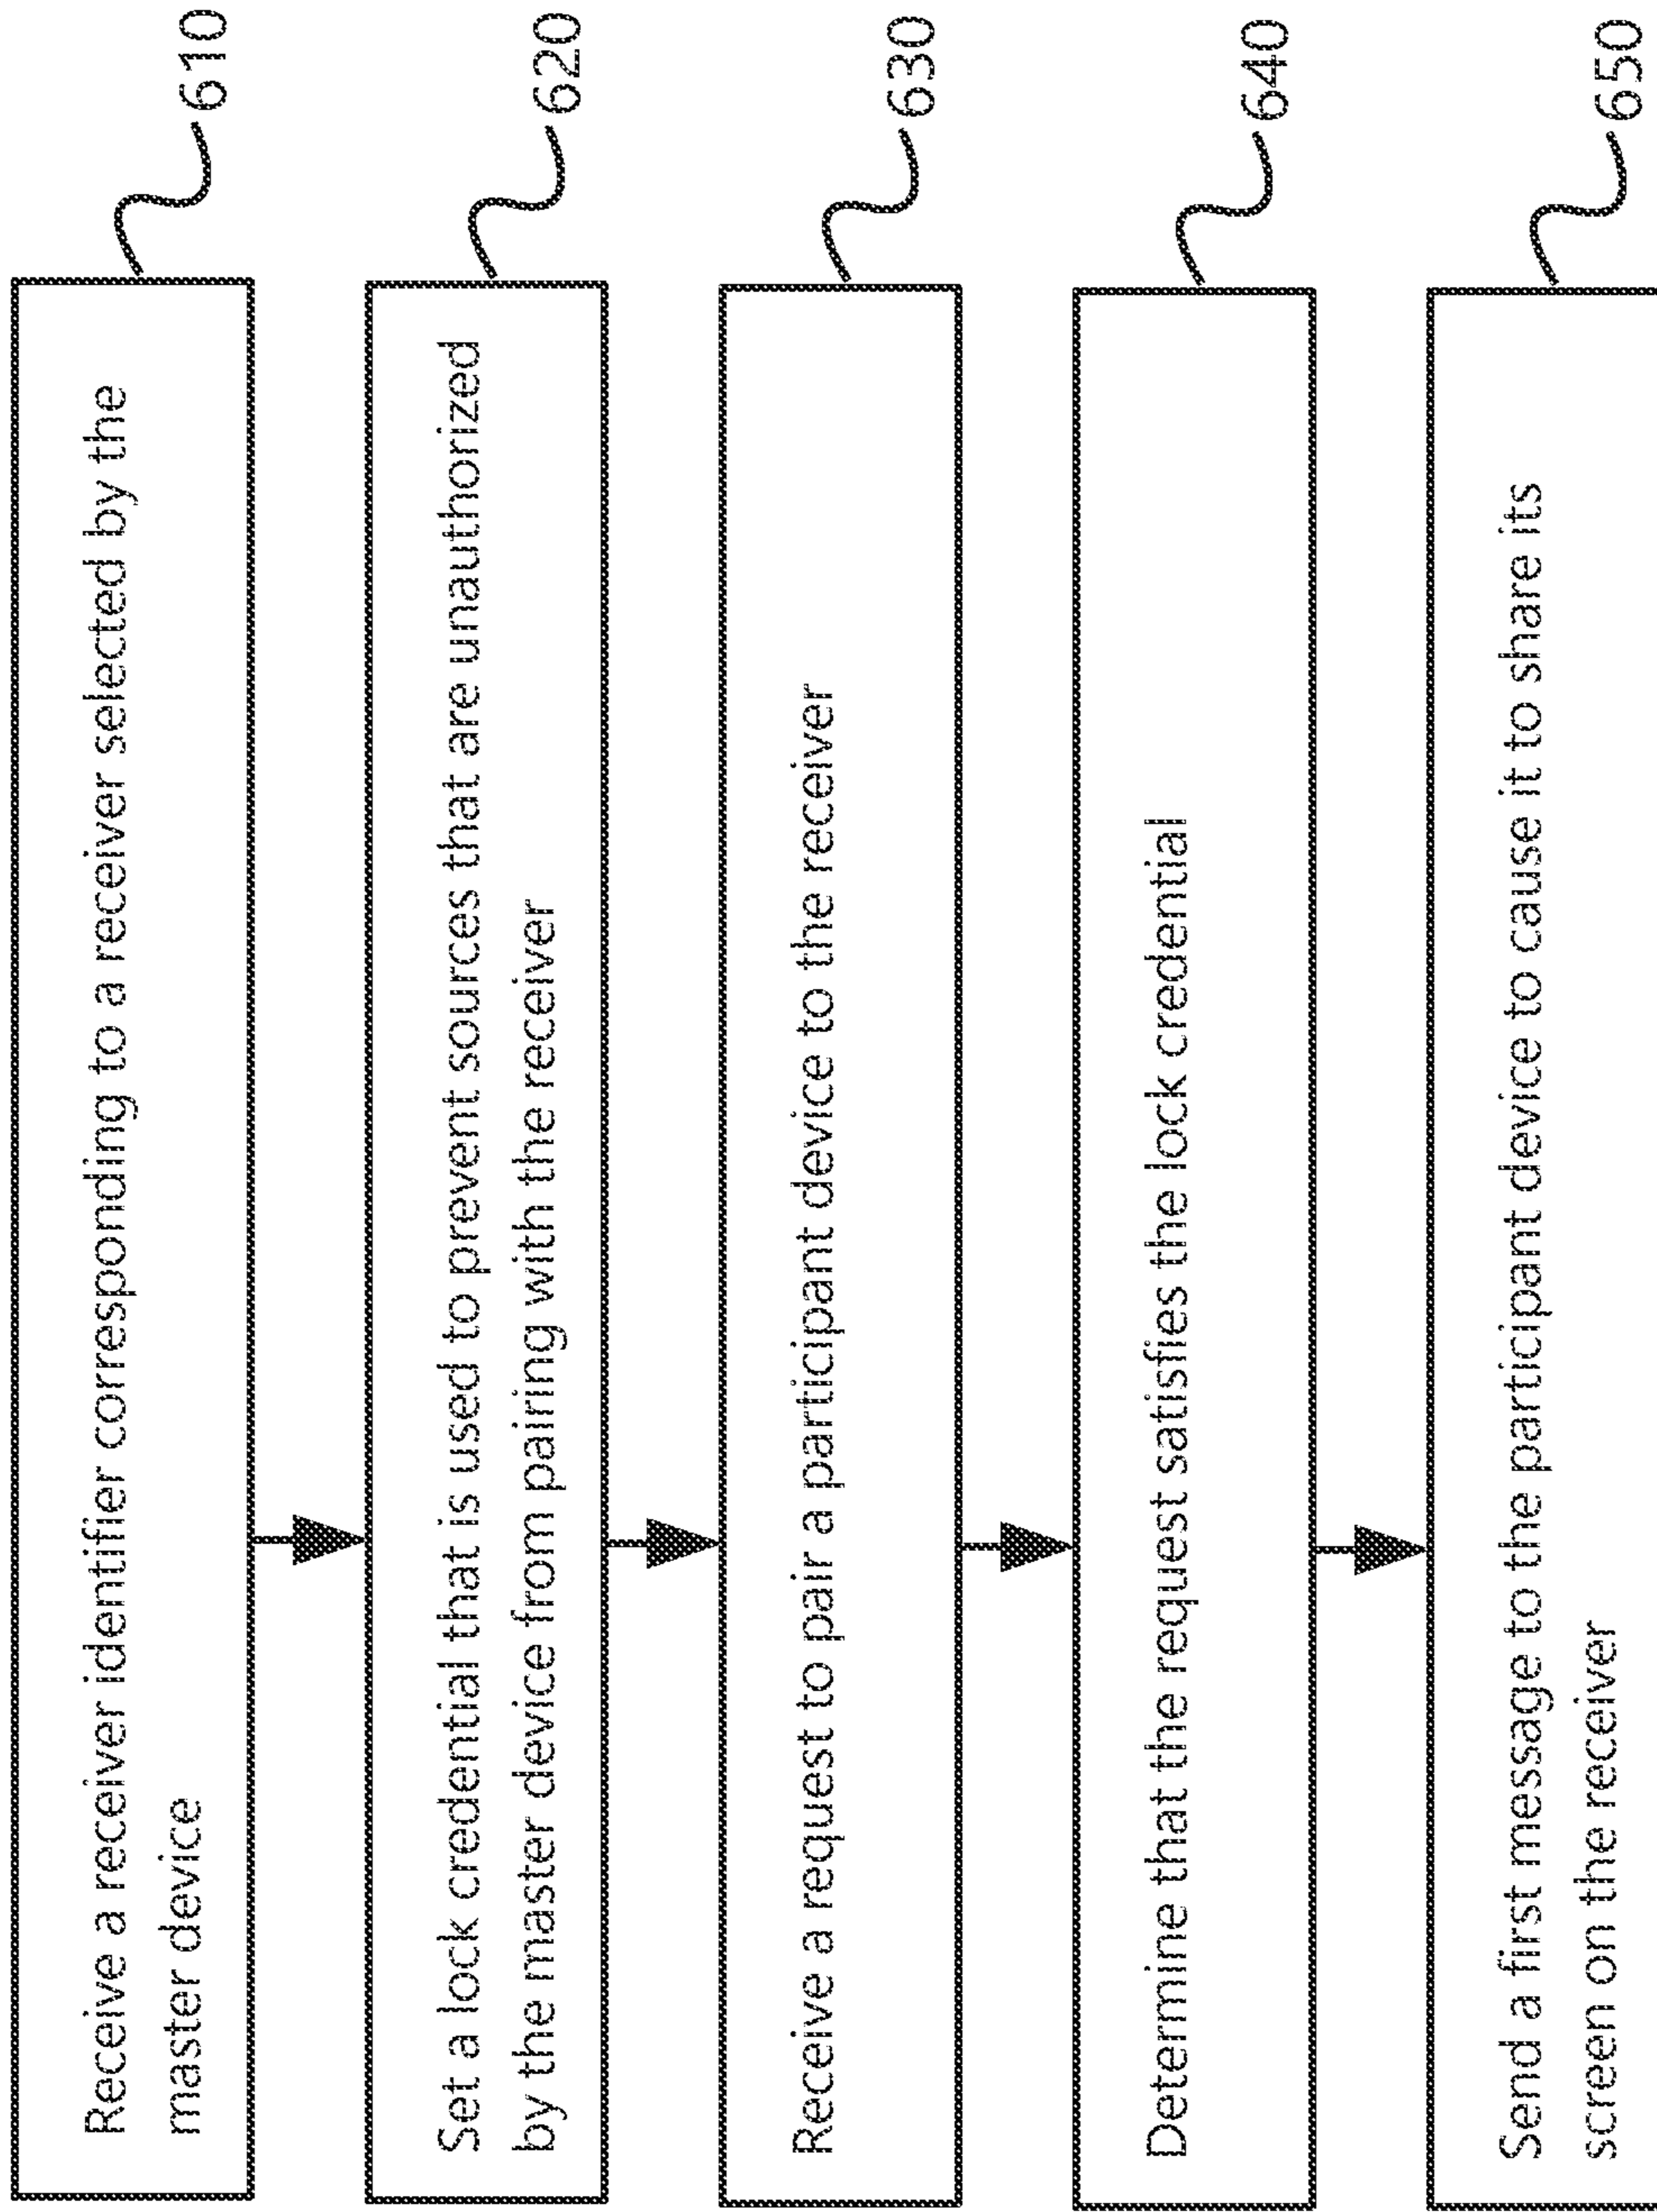 Receive a receiver identifier corresponding to a receiver selected by the
master device
610
Set a lock credential that is used to prevent sources that are unauthorized
by the master device from pairing with the receiver
620
Receive a request to pair a participant device to the receiver
630
Determine that the request satisfies the lock credential
640
Send a first message to the participant device to cause it to share its
screen on the receiver
650